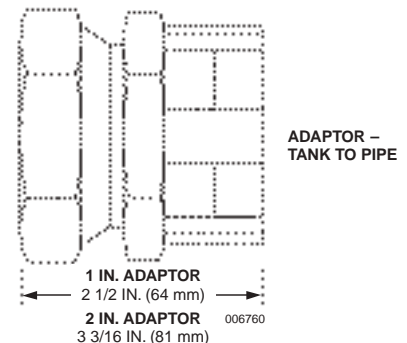 ADAPTOR –
TANK TO PIPE
1 IN. ADAPTOR
2 1/2 IN. (64 mm)
2 IN. ADAPTOR 006760
3 3/16 IN. (81 mm)